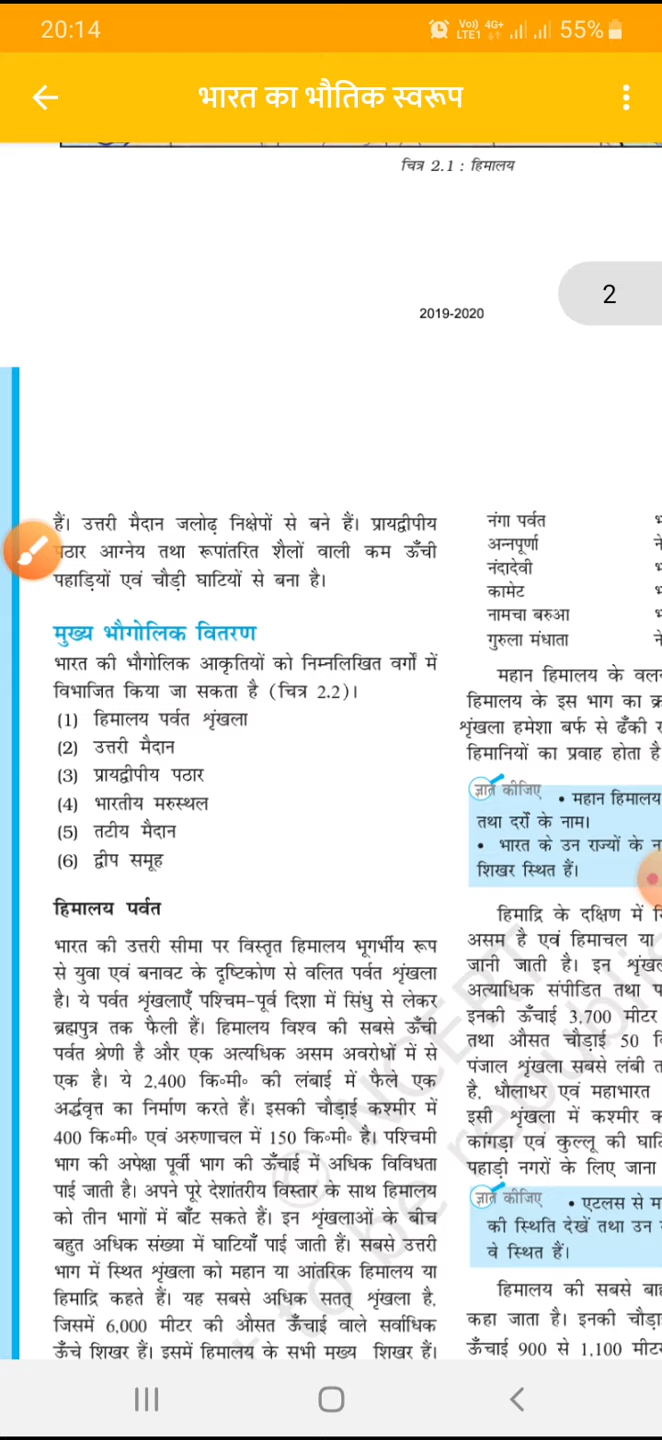 20:14
Vo)) 4G+
LTE1
55%
भारत का भौतिक स्वरूप
चित्र 2.1 : हिमालय
2
2019-2020
हैं। उत्तरी मैदान जलोढ़ निक्षेपों से बने हैं। प्रायद्वीपीय
आग्नेय तथा रूपांतरित शैलों वाली कम ऊँची
पहाड़ियों एवं चौड़ी घाटियों से बना है।
मुख्य भौगोलिक वितरण
भारत की भौगोलिक आकृतियों को निम्नलिखित वर्गों में
विभाजित किया जा सकता है (चित्र 2.2)।
(1) हिमालय पर्वत शृंखला
(2) उत्तरी मैदान
(3) प्रायद्वीपीय पठार
(4) भारतीय मरुस्थल
(5) तटीय मैदान
(6) द्वीप समूह
हिमालय पर्वत
भारत की उत्तरी सीमा पर विस्तृत हिमालय भूगर्भीय रूप
से युवा एवं बनावट के दृष्टिकोण से वलित पर्वत शृंखला
है। ये पर्वत शृंखलाएँ पश्चिम-पूर्व दिशा में सिंधु से लेकर
ब्रह्मपुत्र तक फैली हैं। हिमालय विश्व की सबसे ऊँची
पर्वत श्रेणी है और एक अत्यधिक असम अवरोधों में से
एक है। ये 2,400 कि॰मी॰ की लंबाई में फैले एक
अर्द्धवृत्त का निर्माण करते हैं। इसकी चौड़ाई कश्मीर में
400 कि॰मी॰ एवं अरुणाचल में 150 कि॰मी॰ है। पश्चिमी
भाग की अपेक्षा पूर्वी भाग की ऊँचाई में अधिक विविधता
पाई जाती है। अपने पूरे देशांतरीय विस्तार के साथ हिमालय
को तीन भागों में बाँट सकते हैं। इन शृंखलाओं के बीच
बहुत अधिक संख्या में घाटियाँ पाई जाती हैं। सबसे उत्तरी
भाग में स्थित शृंखला को महान या आंतरिक हिमालय या
हिमाद्रि कहते हैं। यह सबसे अधिक सतत् शृंखला है,
जिसमें 6,000 मीटर की औसत ऊँचाई वाले सर्वाधिक
ऊँचे शिखर हैं। इसमें हिमालय के सभी मुख्य शिखर हैं।
नंगा पर्वत
अन्नपूर्णा
नंदादेवी
कामेट
नामचा बरुआ
गुरुला मंधाता
महान हिमालय के
हिमालय के इस भाग का
शृंखला हमेशा बर्फ से ढँकी
हिमानियों का प्रवाह होता है
ज्ञात कीजिए • महान हिमालय
तथा दर्रों के नाम।
• भारत के उन राज्यों के
शिखर स्थित हैं।
हिमाद्रि के दक्षिण में
असम है एवं हिमाचल या
जानी जाती है। इन
अत्याधिक संपीडित तथा
इनकी ऊँचाई 3,700 मीटर
तथा औसत चौड़ाई 50
पंजाल शृंखला सबसे लंबी
है, धौलाधर एवं महाभारत
इसी शृंखला में कश्मीर
कांगड़ा एवं कुल्लू की
पहाड़ी नगरों के लिए जाना
ज्ञात कीजिए • एटलस से
की स्थिति देखें तथा उन
वे स्थित हैं।
हिमालय की सबसे
कहा जाता है। इनकी
ऊँचाई 900 से 1,100
© NCERT